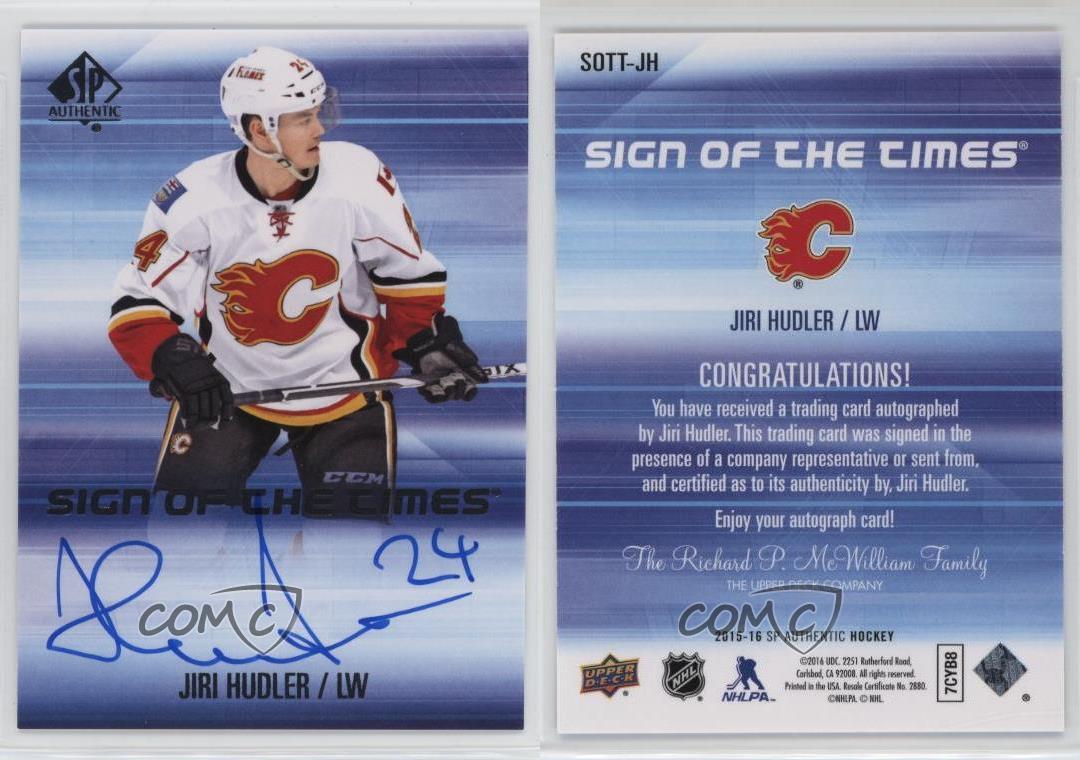 SP
AUTHENTIC
FLAMES
24
24
C
CCM
SIGN OF THE TIMES
24
COMC
JIRI HUDLER / LW
SOTT-JH
SIGN OF THE TIMES®
C
®
JIRI HUDLER / LW
CONGRATULATIONS!
You have received a trading card autographed
by Jiri Hudler. This trading card was signed in the
presence of a company representative or sent from,
and certified as to its authenticity by, Jiri Hudler.
Enjoy your autograph card!
The Richard P. McWilliam Family
THE UPPER DECK COMPANY
COMC
2015-16 SP AUTHENTIC HOCKEY
UPPER
DECK
NHL
NHLPA
©2016 UDC. 2251 Rutherford Road,
Carlsbad, CA 92008. All rights reserved.
Printed in the USA. Resale Certificate No. 2880.
©NHLPA. © NHL.
7CYB8